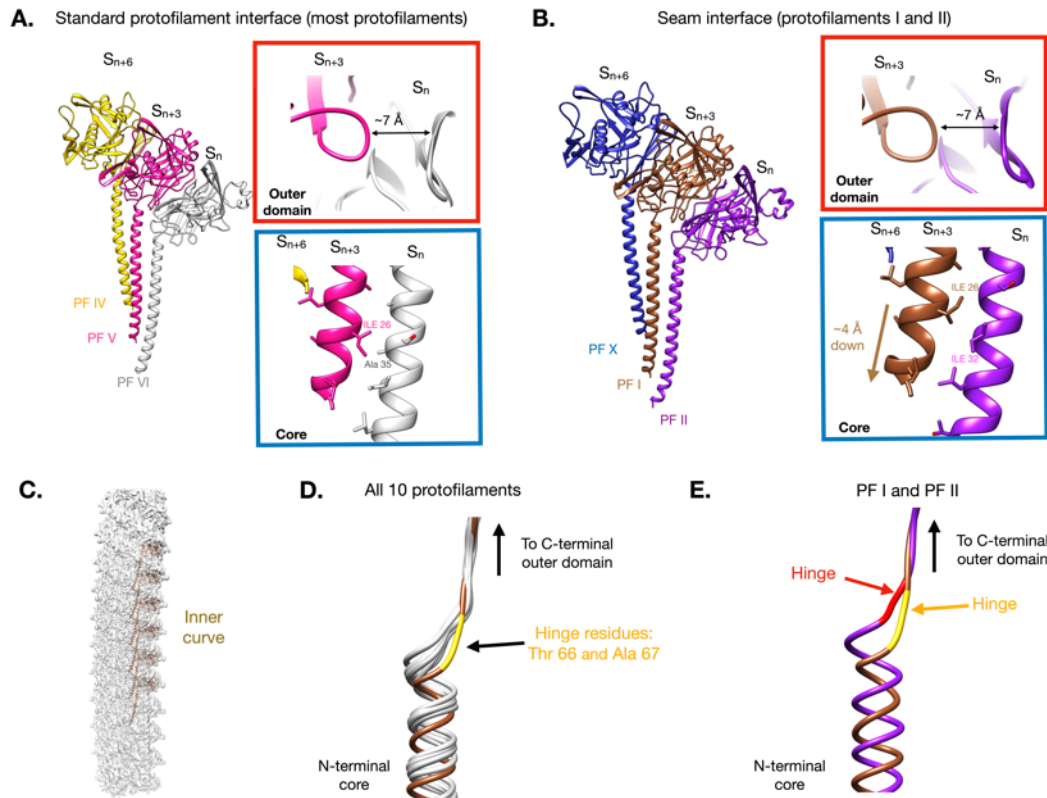 A.
Standard protofilament interface (most protofilaments)
Sn+6
Sn+3
Sn
PF IV
PF V
PF VI
Sn+3
Sn
~7 Å
Outer
domain
Sn+6
Sn+3
Sn
ILE 26
Ala 35
Core
B.
Seam interface (protofilaments I and II)
Sn+6
Sn+3
Sn
PF X
PF I
PF II
Sn+3
Sn
~7 Å
Outer
domain
Sn+6
Sn+3
Sn
ILE 26
~4 Å
down
ILE 32
Core
C.
Inner
curve
D.
All 10 protofilaments
To C-terminal
outer domain
Hinge residues:
Thr 66 and Ala 67
N-terminal
core
E.
PF I and PF II
To C-terminal
outer domain
Hinge
Hinge
N-terminal
core